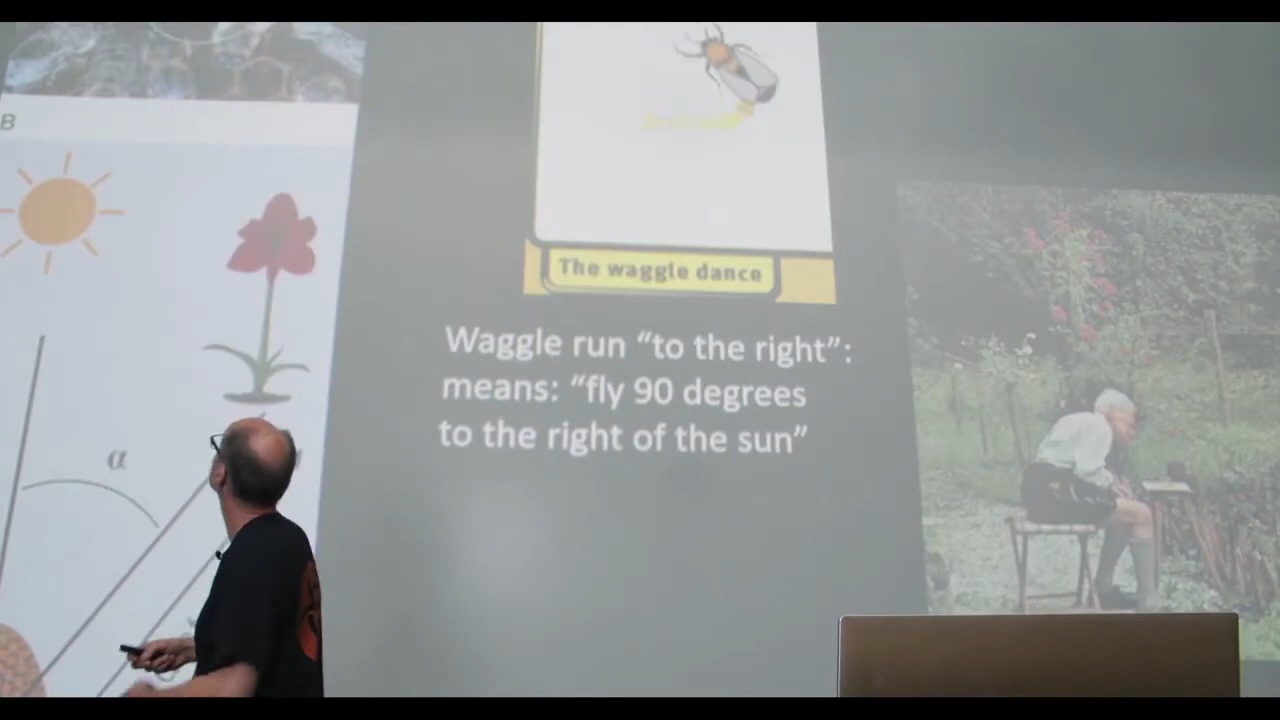 B
α
The waggle dance
Waggle run “to the right”:
means: “fly 90 degrees
to the right of the sun”